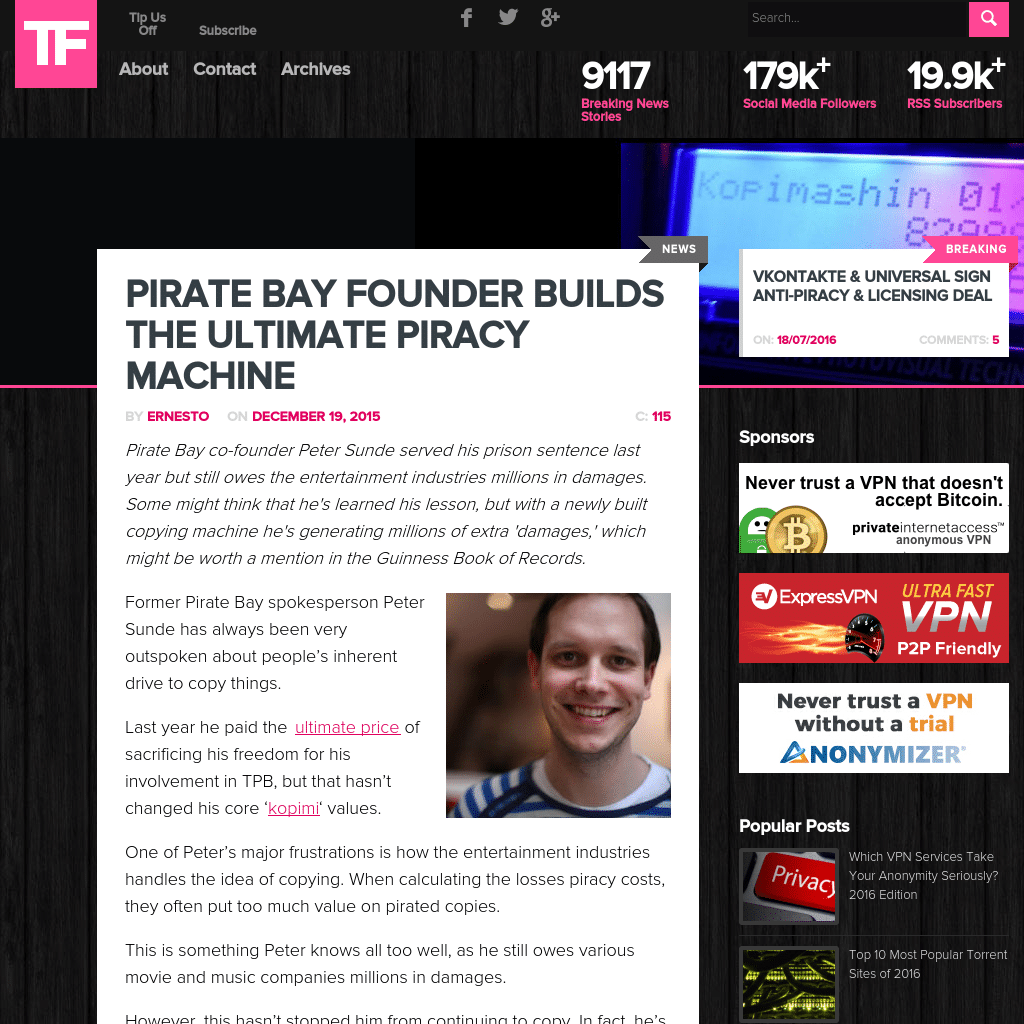 TF
Tip Us
Off
Subscribe
Search...
About
Contact
Archives
9117
Breaking News
Stories
179k+
Social Media Followers
19.9k+
RSS Subscribers
Kopimashin 01
8299
NEWS
PIRATE BAY FOUNDER BUILDS
THE ULTIMATE PIRACY
MACHINE
BY ERNESTO ON DECEMBER 19, 2015
C: 115
Pirate Bay co-founder Peter Sunde served his prison sentence last
year but still owes the entertainment industries millions in damages.
Some might think that he's learned his lesson, but with a newly built
copying machine he's generating millions of extra 'damages,' which
might be worth a mention in the Guinness Book of Records.
Former Pirate Bay spokesperson Peter
Sunde has always been very
outspoken about people’s inherent
drive to copy things.
Last year he paid the ultimate price of
sacrificing his freedom for his
involvement in TPB, but that hasn’t
changed his core ‘kopimi‘ values.
One of Peter’s major frustrations is how the entertainment industries
handles the idea of copying. When calculating the losses piracy costs,
they often put too much value on pirated copies.
This is something Peter knows all too well, as he still owes various
movie and music companies millions in damages.
However, this hasn’t stopped him from continuing to copy. In fact, he’s
BREAKING
VKONTAKTE & UNIVERSAL SIGN
ANTI-PIRACY & LICENSING DEAL
ON: 18/07/2016
COMMENTS: 5
Sponsors
Never trust a VPN that doesn't
accept Bitcoin.
privateinternetaccess™
anonymous VPN
ExpressVPN
ULTRA FAST
VPN
P2P Friendly
Never trust a VPN
without a trial
ANONYMIZER®
Popular Posts
Privacy
Which VPN Services Take
Your Anonymity Seriously?
2016 Edition
Top 10 Most Popular Torrent
Sites of 2016